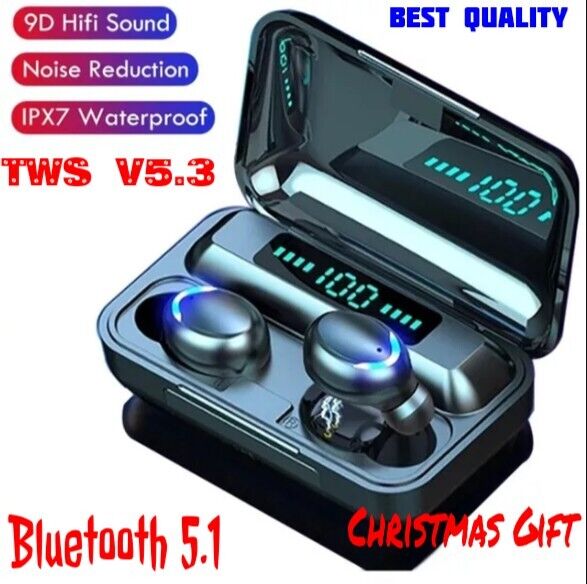 9D Hifi Sound
BEST QUALITY
Noise Reduction
IPX7 Waterproof
TWS V5.3
100
100
Bluetooth 5.1
CHRISTMAS GIFT